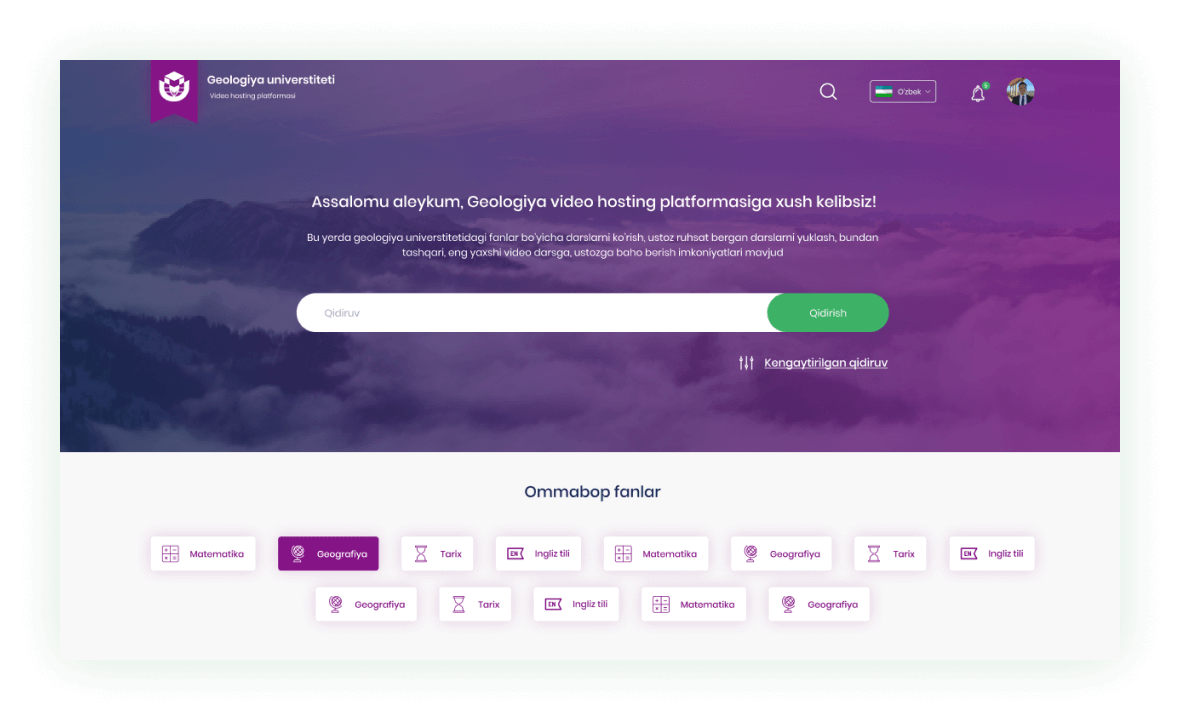 Geologiya universtiteti
Video hosting platformasi
O'zbek
Assalomu aleykum, Geologiya video hosting platformasiga xush kelibsiz!
Bu yerda geologiya universtitetidagi fanlar bo'yicha darslarni ko'rish, ustoz ruhsat bergan darslarni yuklash, bundan
tashqari, eng yaxshi video darsga, ustozga baho berish imkoniyatlari mavjud
Qidiruv
Qidirish
Kengaytirilgan qidiruv
Ommabop fanlar
Matematika
Geografiya
Tarix
EN Ingliz tili
Matematika
Geografiya
Tarix
EN Ingliz tili
Geografiya
Tarix
EN Ingliz tili
Matematika
Geografiya